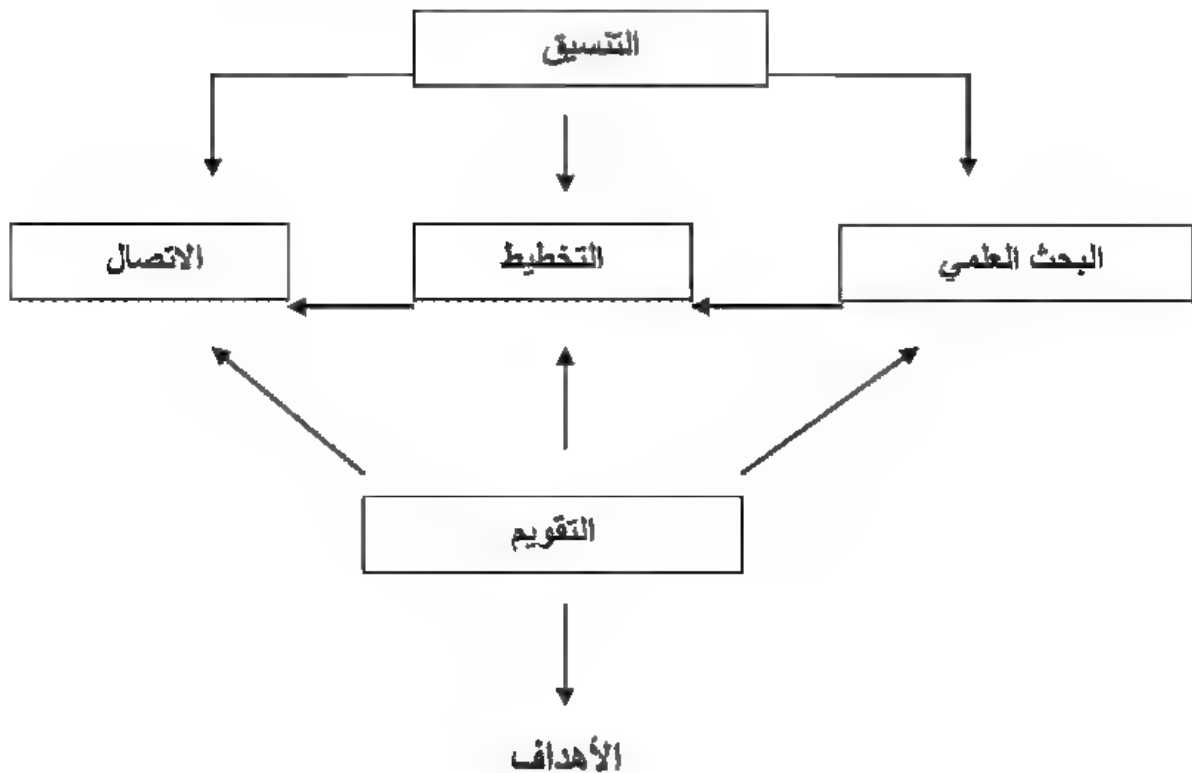 التنسيق
البحث العلمي
التخطيط
الاتصال
التقويم
الأهداف